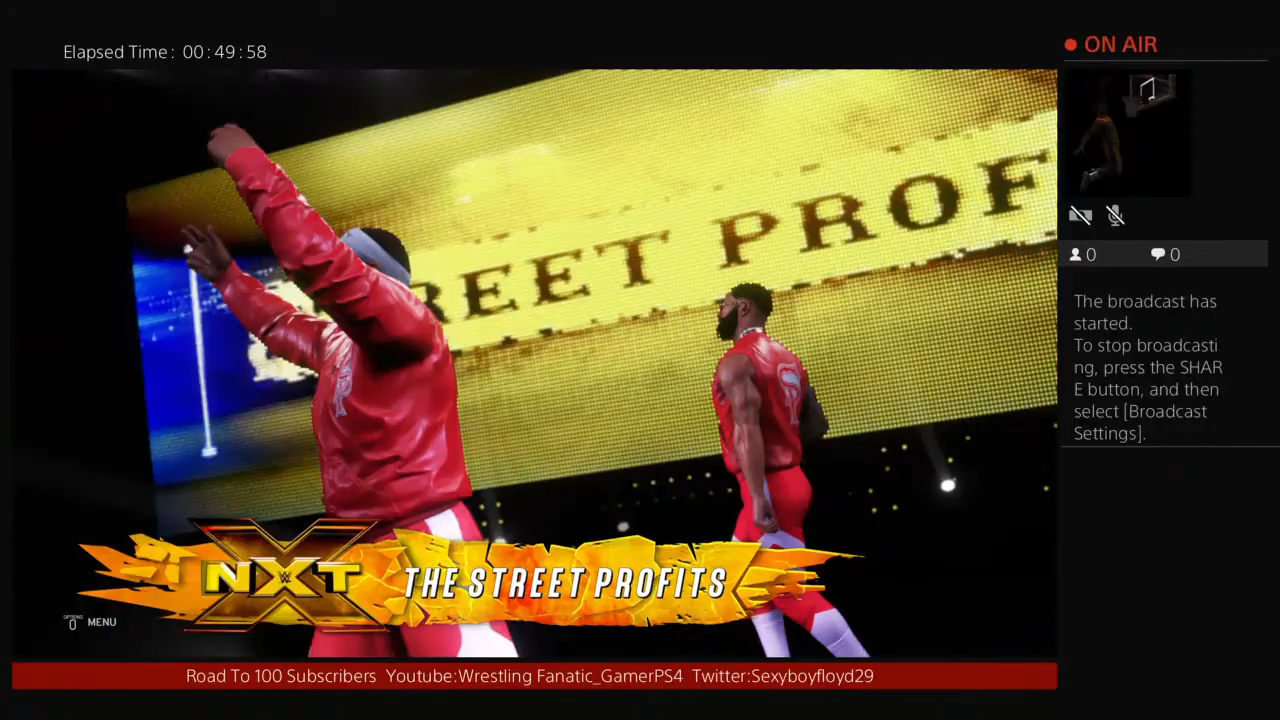 Elapsed Time: 00:49:58
ON AIR
STREET PROF
0 0
The broadcast has
started.
To stop broadcasti
ng, press the SHAR
E button, and then
select [Broadcast
Settings].
NXT
THE STREET PROFITS
OPTIONS
MENU
Road To 100 Subscribers Youtube:Wrestling Fanatic_GamerPS4 Twitter:Sexyboyfloyd29